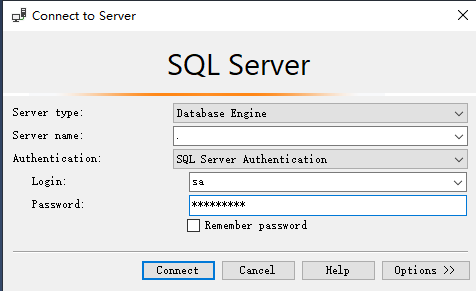 Connect to Server
SQL Server
Server type: Database Engine
Server name: .
Authentication: SQL Server Authentication
Login: sa
Password: *********
Remember password
Connect Cancel Help Options >>